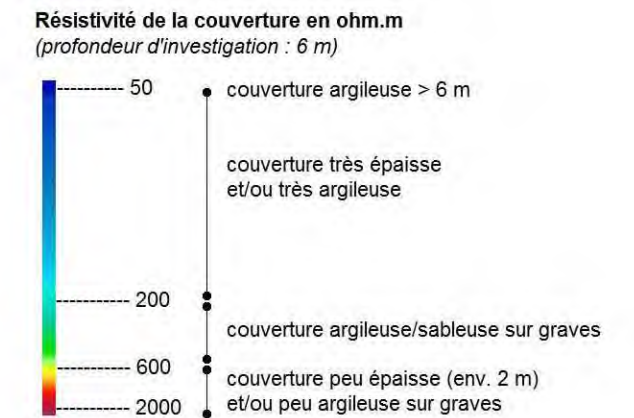 Résistivité de la couverture en ohm.m
(profondeur d'investigation : 6 m)
50
couverture argileuse > 6 m
couverture très épaisse
et/ou très argileuse
200
couverture argileuse/sableuse sur graves
600
couverture peu épaisse (env. 2 m)
2000
et/ou peu argileuse sur graves